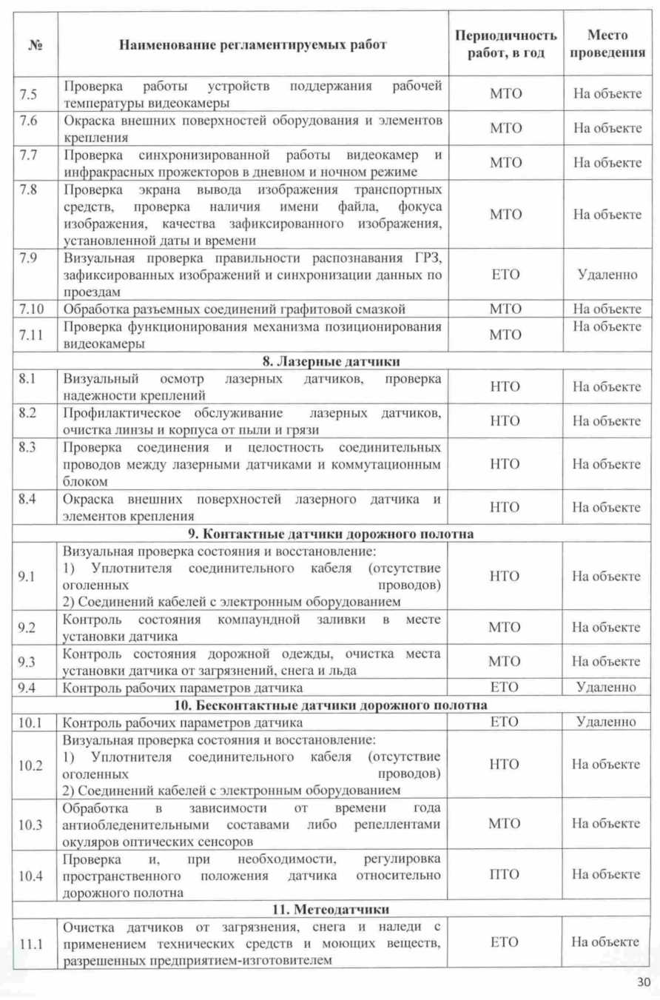 №
Наименование регламентируемых работ
Периодичность
работ, в год
Место
проведения
7.5
Проверка работы устройств поддержания рабочей
температуры видеокамеры
МТО
На объекте
7.6
Окраска внешних поверхностей оборудования и элементов
крепления
МТО
На объекте
7.7
Проверка синхронизированной работы видеокамер и
инфракрасных прожекторов в дневном и ночном режиме
МТО
На объекте
7.8
Проверка экрана вывода изображения транспортных
средств, проверка наличия имени файла, фокуса
изображения, качества зафиксированного изображения,
установленной даты и времени
МТО
На объекте
7.9
Визуальная проверка правильности распознавания ГРЗ,
зафиксированных изображений и синхронизации данных по
проездам
ЕТО
Удаленно
7.10
Обработка разъемных соединений графитовой смазкой
МТО
На объекте
7.11
Проверка функционирования механизма позиционирования
видеокамеры
МТО
На объекте
8. Лазерные датчики
8.1
Визуальный осмотр лазерных датчиков, проверка
надежности креплений
НТО
На объекте
8.2
Профилактическое обслуживание лазерных датчиков,
очистка линзы и корпуса от пыли и грязи
НТО
На объекте
8.3
Проверка соединения и целостность соединительных
проводов между лазерными датчиками и коммутационным
блоком
НТО
На объекте
8.4
Окраска внешних поверхностей лазерного датчика и
элементов крепления
НТО
На объекте
9. Контактные датчики дорожного полотна
9.1
Визуальная проверка состояния и восстановление:
1) Уплотнителя соединительного кабеля (отсутствие
оголенных проводов)
2) Соединений кабелей с электронным оборудованием
НТО
На объекте
9.2
Контроль состояния компаундной заливки в месте
установки датчика
МТО
На объекте
9.3
Контроль состояния дорожной одежды, очистка места
установки датчика от загрязнений, снега и льда
МТО
На объекте
9.4
Контроль рабочих параметров датчика
ЕТО
Удаленно
10. Бесконтактные датчики дорожного полотна
10.1
Контроль рабочих параметров датчика
ЕТО
Удаленно
10.2
Визуальная проверка состояния и восстановление:
1) Уплотнителя соединительного кабеля (отсутствие
оголенных проводов)
2) Соединений кабелей с электронным оборудованием
НТО
На объекте
10.3
Обработка в зависимости от времени года
антиобледенительными составами либо репеллентами
окуляров оптических сенсоров
МТО
На объекте
10.4
Проверка и, при необходимости, регулировка
пространственного положения датчика относительно
дорожного полотна
ПТО
На объекте
11. Метеодатчики
11.1
Очистка датчиков от загрязнения, снега и наледи с
применением технических средств и моющих веществ,
разрешенных предприятием-изготовителем
ЕТО
На объекте
30